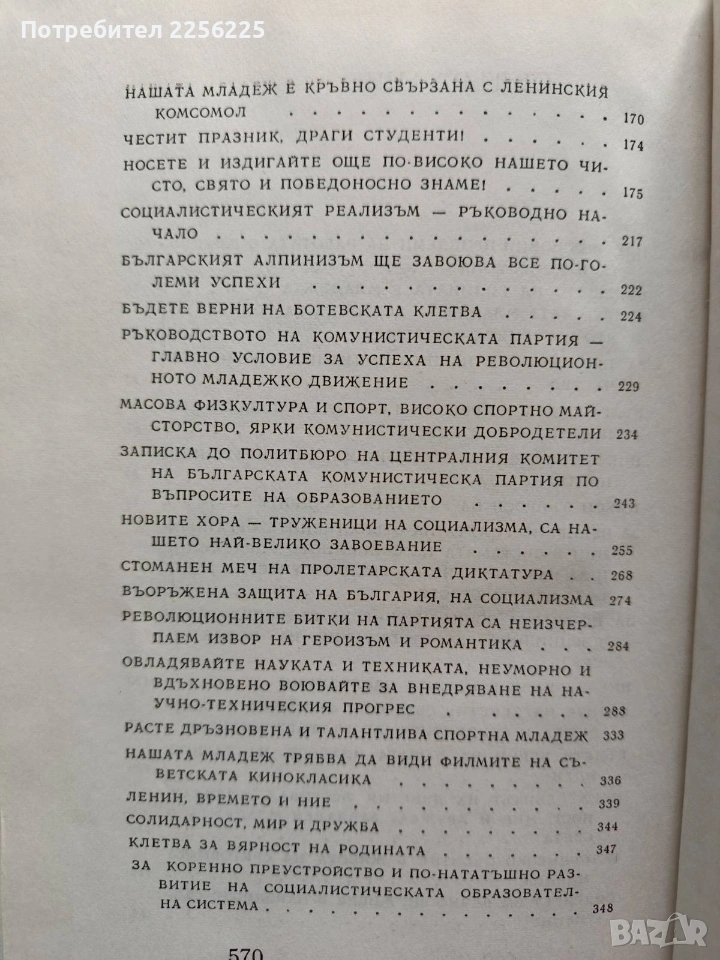 Потребител 2256225
НАШАТА МЛАДЕЖ Е КРЪВНО СВЪРЗАНА С ЛЕНИНСКИЯ
КОМСОМОЛ . . . . . . . . . . . . . . 170
ЧЕСТИТ ПРАЗНИК, ДРАГИ СТУДЕНТИ! . . . . . 174
НОСЕТЕ И ИЗДИГАЙТЕ ОЩЕ ПО-ВИСОКО НАШЕТО ЧИ-
СТО, СВЯТО И ПОБЕДОНОСНО ЗНАМЕ! . . . . . 175
СОЦИАЛИСТИЧЕСКИЯТ РЕАЛИЗЪМ — РЪКОВОДНО НА-
ЧАЛО . . . . . . . . . . . . . . . . . 217
БЪЛГАРСКИЯТ АЛПИНИЗЪМ ЩЕ ЗАВОЮВА ВСЕ ПО-ГО-
ЛЕМИ УСПЕХИ . . . . . . . . . . . . 222
БЪДЕТЕ ВЕРНИ НА БОТЕВСКАТА КЛЕТВА . . . . . 224
РЪКОВОДСТВОТО НА КОМУНИСТИЧЕСКАТА ПАРТИЯ —
ГЛАВНО УСЛОВИЕ ЗА УСПЕХА НА РЕВОЛЮЦИОН-
НОТО МЛАДЕЖКО ДВИЖЕНИЕ . . . . . . . . 229
МАСОВА ФИЗКУЛТУРА И СПОРТ, ВИСОКО СПОРТНО МАЙ-
СТОРСТВО, ЯРКИ КОМУНИСТИЧЕСКИ ДОБРОДЕТЕЛИ 234
ЗАПИСКА ДО ПОЛИТБЮРО НА ЦЕНТРАЛНИЯ КОМИТЕТ
НА БЪЛГАРСКАТА КОМУНИСТИЧЕСКА ПАРТИЯ ПО
ВЪПРОСИТЕ НА ОБРАЗОВАНИЕТО . . . . . . 243
НОВИТЕ ХОРА — ТРУЖЕНИЦИ НА СОЦИАЛИЗМА, СА НА-
ШЕТО НАЙ-ВЕЛИКО ЗАВОЕВАНИЕ . . . . . . 255
СТОМАНЕН МЕЧ НА ПРОЛЕТАРСКАТА ДИКТАТУРА . . 268
ВЪОРЪЖЕНА ЗАЩИТА НА БЪЛГАРИЯ, НА СОЦИАЛИЗМА 274
РЕВОЛЮЦИОННИТЕ БИТКИ НА ПАРТИЯТА СА НЕИЗЧЕР-
ПАЕМ ИЗВОР НА ГЕРОИЗЪМ И РОМАНТИКА . . . 284
ОВЛАДЯВАЙТЕ НАУКАТА И ТЕХНИКАТА, НЕУМОРНО И
ВДЪХНОВЕНО ВОЮВАЙТЕ ЗА ВНЕДРЯВАНЕ НА НА-
УЧНО-ТЕХНИЧЕСКИЯ ПРОГРЕС . . . . . . . 288
РАСТЕ ДРЪЗНОВЕНА И ТАЛАНТЛИВА СПОРТНА МЛАДЕЖ 333
НАШАТА МЛАДЕЖ ТРЯБВА ДА ВИДИ ФИЛМИТЕ НА СЪ-
ВЕТСКАТА КИНОКЛАСИКА . . . . . . . . . 336
ЛЕНИН, ВРЕМЕТО И НИЕ . . . . . . . . . . 339
СОЛИДАРНОСТ, МИР И ДРУЖБА . . . . . . . . 344
КЛЕТВА ЗА ВЯРНОСТ НА РОДИНАТА . . . . . . 347
ЗА КОРЕННО ПРЕУСТРОЙСТВО И ПО-НАТАТЪШНО РАЗ-
ВИТИЕ НА СОЦИАЛИСТИЧЕСКАТА ОБРАЗОВАТЕЛ-
НА СИСТЕМА . . . . . . . . . . . . . . 348
570
BAZAR